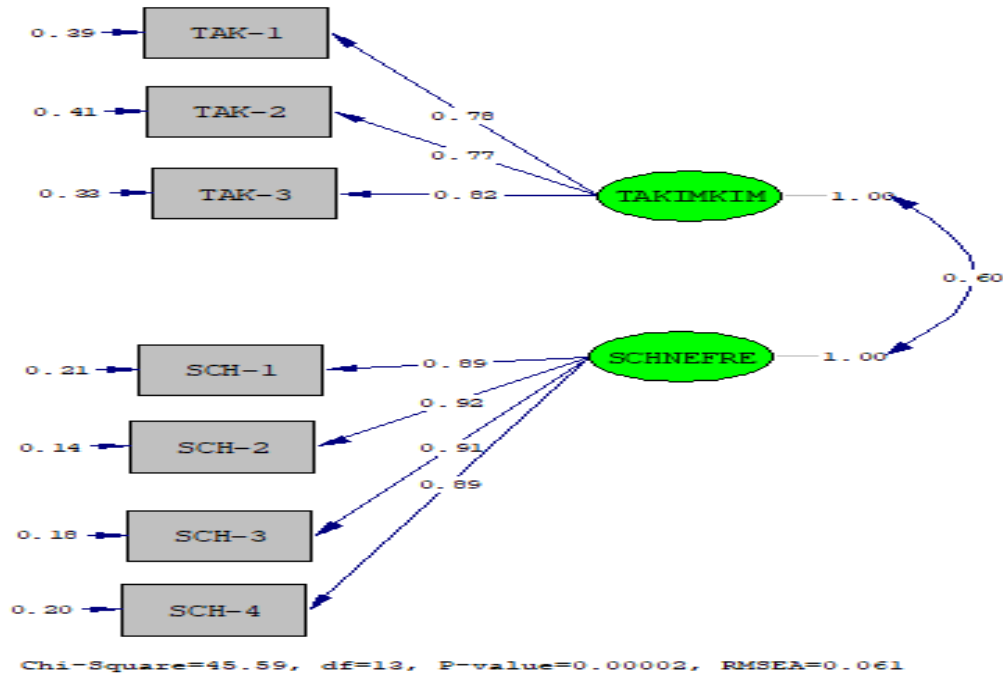 0.39 TAK-1
0.78
0.41 TAK-2
0.77
0.33 TAK-3 0.82 TAKIMKIM 1.00
0.60
0.21 SCH-1 0.89 SCHNEFRE 1.00
0.92
0.14 SCH-2 0.91
0.89
0.18 SCH-3
0.20 SCH-4
Chi-Square=45.59, df=13, P-value=0.00002, RMSEA=0.061